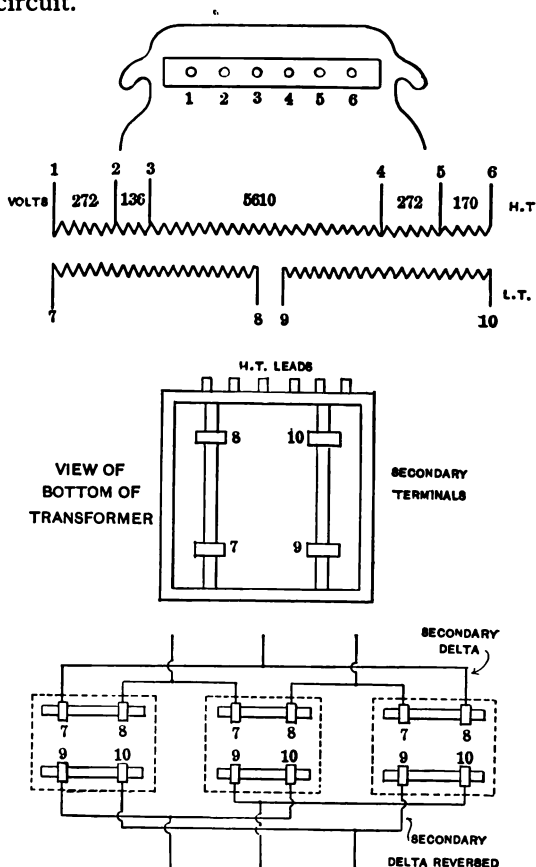 circuit.
1 2 3 4 5 6
1 2 3 4 5 6
VOLTS 272 136 5610 272 170 H.T
7 8 9 10 L.T.
H.T. LEADS
8 10
VIEW OF
BOTTOM OF
TRANSFORMER
SECONDARY
TERMINALS
7 9
SECONDARY
DELTA
7 8 7 8 7 8
9 10 9 10 9 10
SECONDARY
DELTA REVERSED